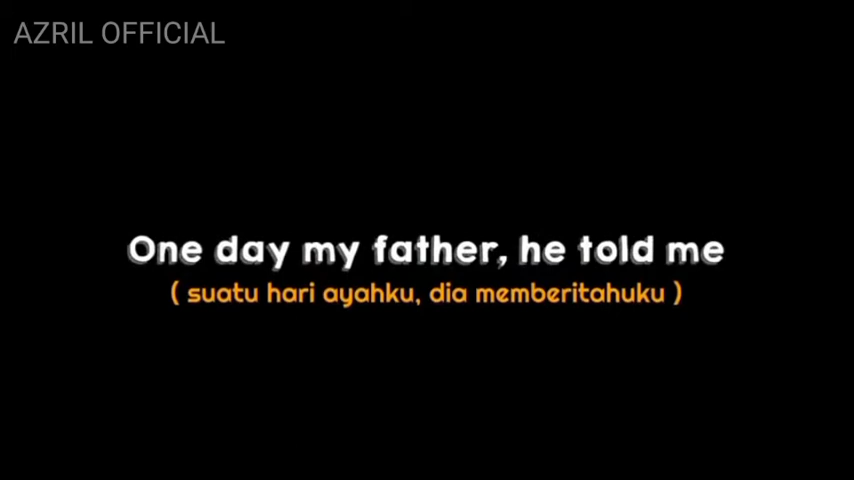 AZRIL OFFICIAL
One day my father, he told me
( suatu hari ayahku, dia memberitahuku )